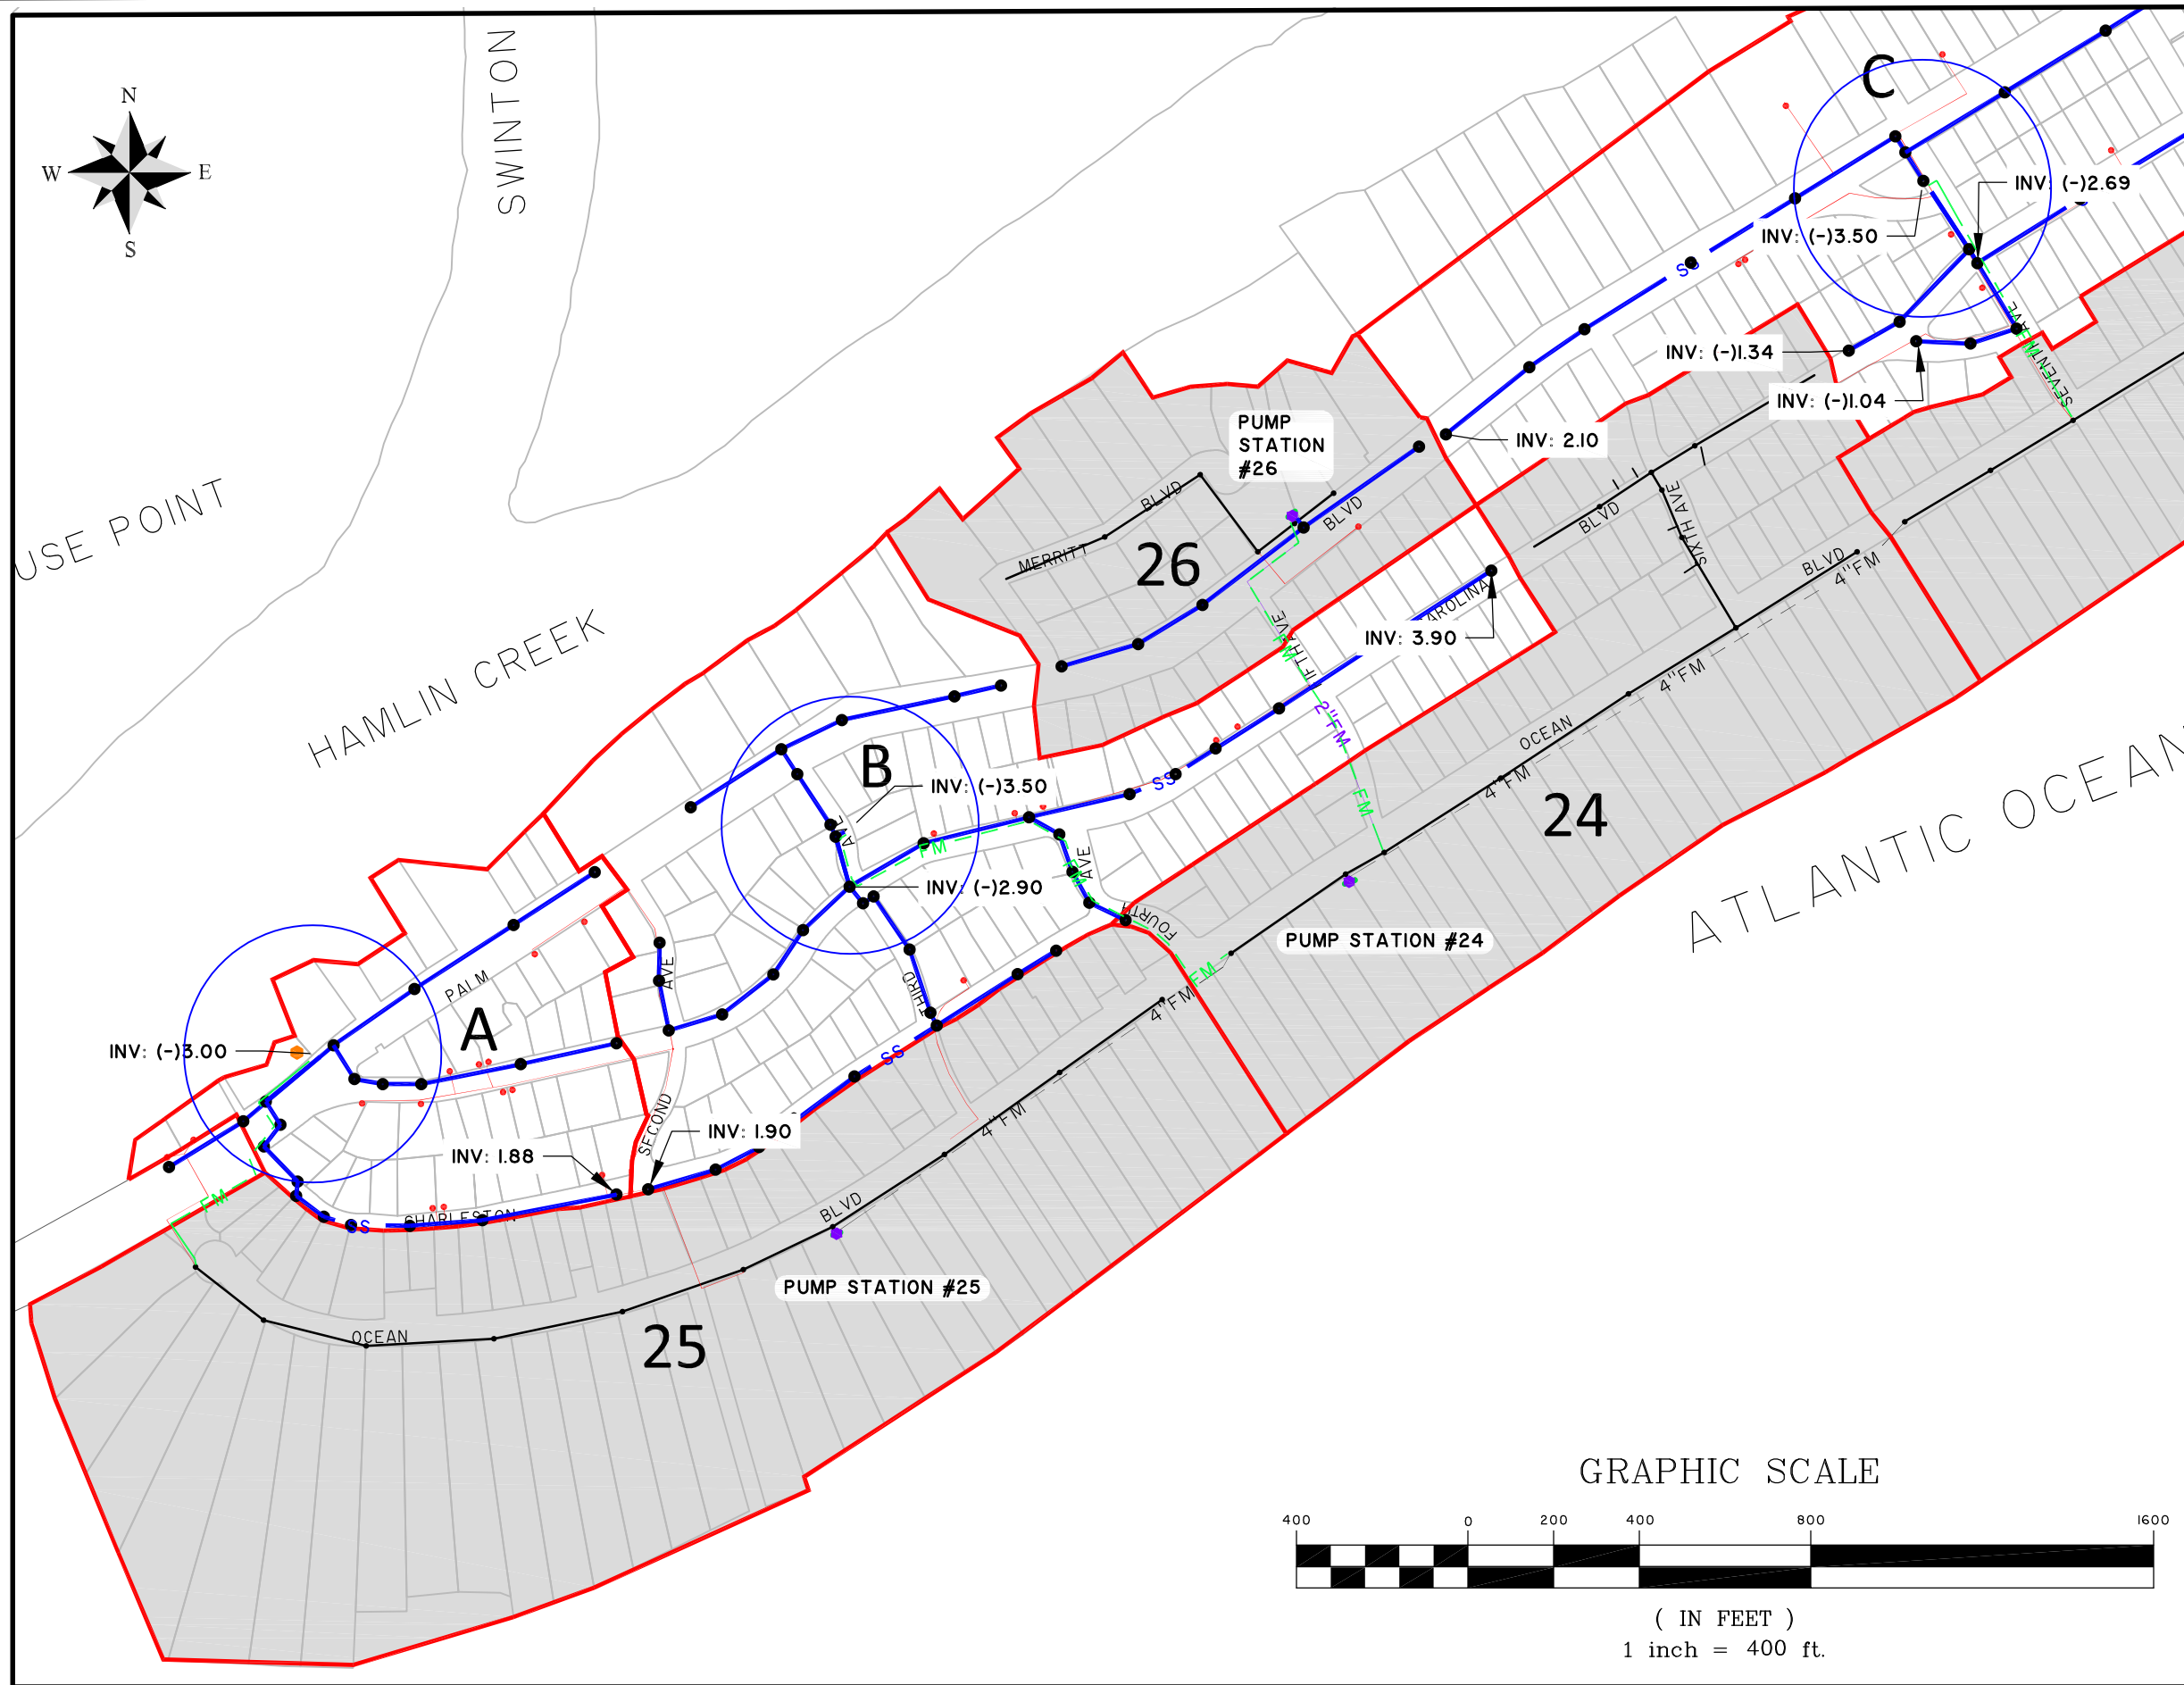 N
W E
S
SWINTON
USE POINT
HAMLIN CREEK
ATLANTIC OCEAN
C
INV: (-)2.69
INV: (-)3.50
INV: (-)1.34
INV: (-)1.04
INV: 2.10
SS
SEVENTH AVE
FM
PUMP
STATION
#26
BLVD
MERRITT
BLVD
26
BLVD
SIXTH AVE
BLVD
4"FM
FM
INV: 3.90
4"FM
2"FM
OCEAN
FM
4"FM
24
SS
B
INV: (-)3.50
FM
AVE
FM
INV: (-)2.90
FOURTH
PUMP STATION #24
FM
4"FM
THIRD
AVE
PALM
A
INV: (-)3.00
SS
SECOND
INV: 1.90
INV: 1.88
4"FM
FM
CHARLESTON
SS
BLVD
PUMP STATION #25
OCEAN
25
GRAPHIC SCALE
400 0 200 400 800 1600
( IN FEET )
1 inch = 400 ft.